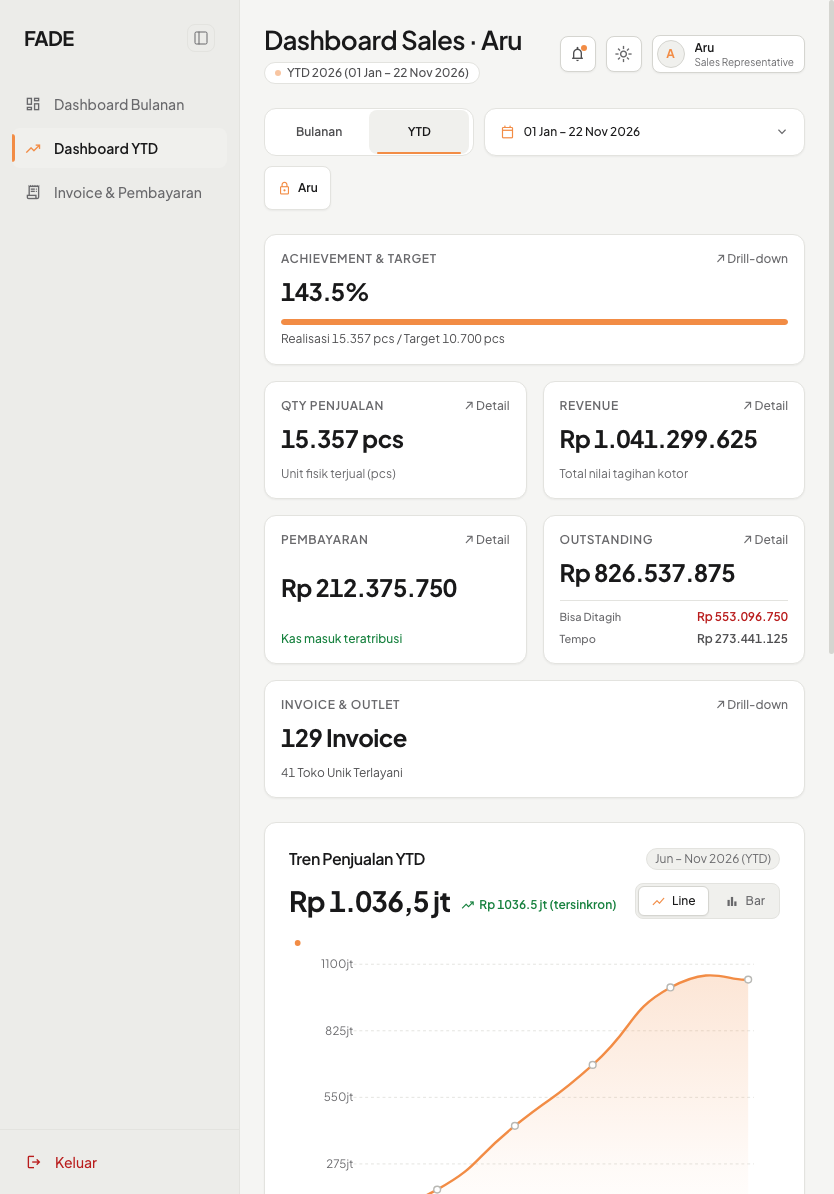 FADE
Dashboard Bulanan
Dashboard YTD
Invoice & Pembayaran
Keluar
Dashboard Sales · Aru
YTD 2026 (01 Jan – 22 Nov 2026)
A
Aru
Sales Representative
Bulanan
YTD
01 Jan – 22 Nov 2026
Aru
ACHIEVEMENT & TARGET
Drill-down
143.5%
Realisasi 15.357 pcs / Target 10.700 pcs
QTY PENJUALAN
Detail
15.357 pcs
Unit fisik terjual (pcs)
REVENUE
Detail
Rp 1.041.299.625
Total nilai tagihan kotor
PEMBAYARAN
Detail
Rp 212.375.750
Kas masuk teratribusi
OUTSTANDING
Detail
Rp 826.537.875
Bisa Ditagih Rp 553.096.750
Tempo Rp 273.441.125
INVOICE & OUTLET
Drill-down
129 Invoice
41 Toko Unik Terlayani
Tren Penjualan YTD
Jun – Nov 2026 (YTD)
Rp 1.036,5 jt
Rp 1036.5 jt (tersinkron)
Line
Bar
1100jt
825jt
550jt
275jt